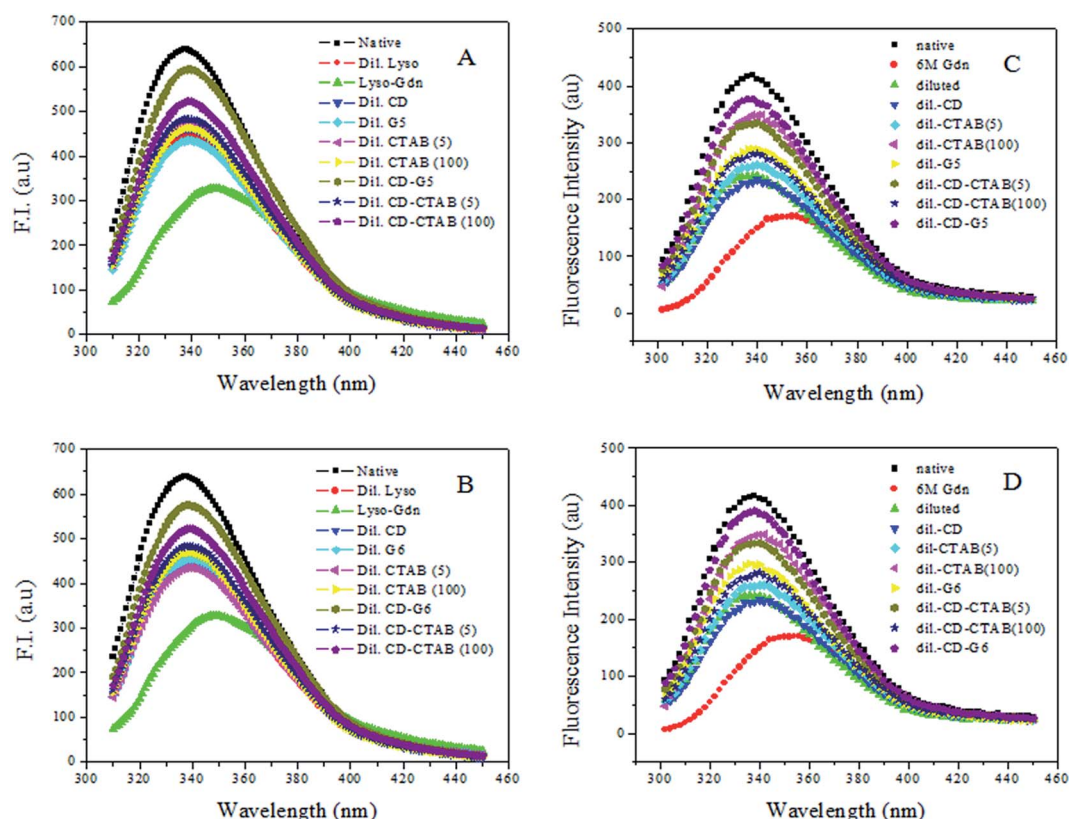 A
F.I. (a.u)
700
600
500
400
300
200
100
0
Native
Dil. Lyso
Lyso-Gdn
Dil. CD
Dil. G5
Dil. CTAB (5)
Dil. CTAB (100)
Dil. CD-G5
Dil. CD-CTAB (5)
Dil. CD-CTAB (100)
300 320 340 360 380 400 420 440 460
Wavelength (nm)
C
Fluorescence Intensity (au)
500
400
300
200
100
0
native
6M Gdn
diluted
dil.-CD
dil.-CTAB(5)
dil.-CTAB(100)
dil.-G5
dil.-CD-CTAB(5)
dil.-CD-CTAB(100)
dil.-CD-G5
300 320 340 360 380 400 420 440 460
Wavelength (nm)
B
F.I. (a.u)
700
600
500
400
300
200
100
0
Native
Dil. Lyso
Lyso-Gdn
Dil. CD
Dil. G6
Dil. CTAB (5)
Dil. CTAB (100)
Dil. CD-G6
Dil. CD-CTAB (5)
Dil. CD-CTAB (100)
300 320 340 360 380 400 420 440 460
Wavelength (nm)
D
Fluorescence Intensity (au)
500
400
300
200
100
0
native
6M Gdn
diluted
dil.-CD
dil-CTAB(5)
dil.-CTAB(100)
dil.-G6
dil.-CD-CTAB(5)
dil.-CD-CTAB(100)
dil.-CD-G6
300 320 340 360 380 400 420 440 460
Wavelength (nm)